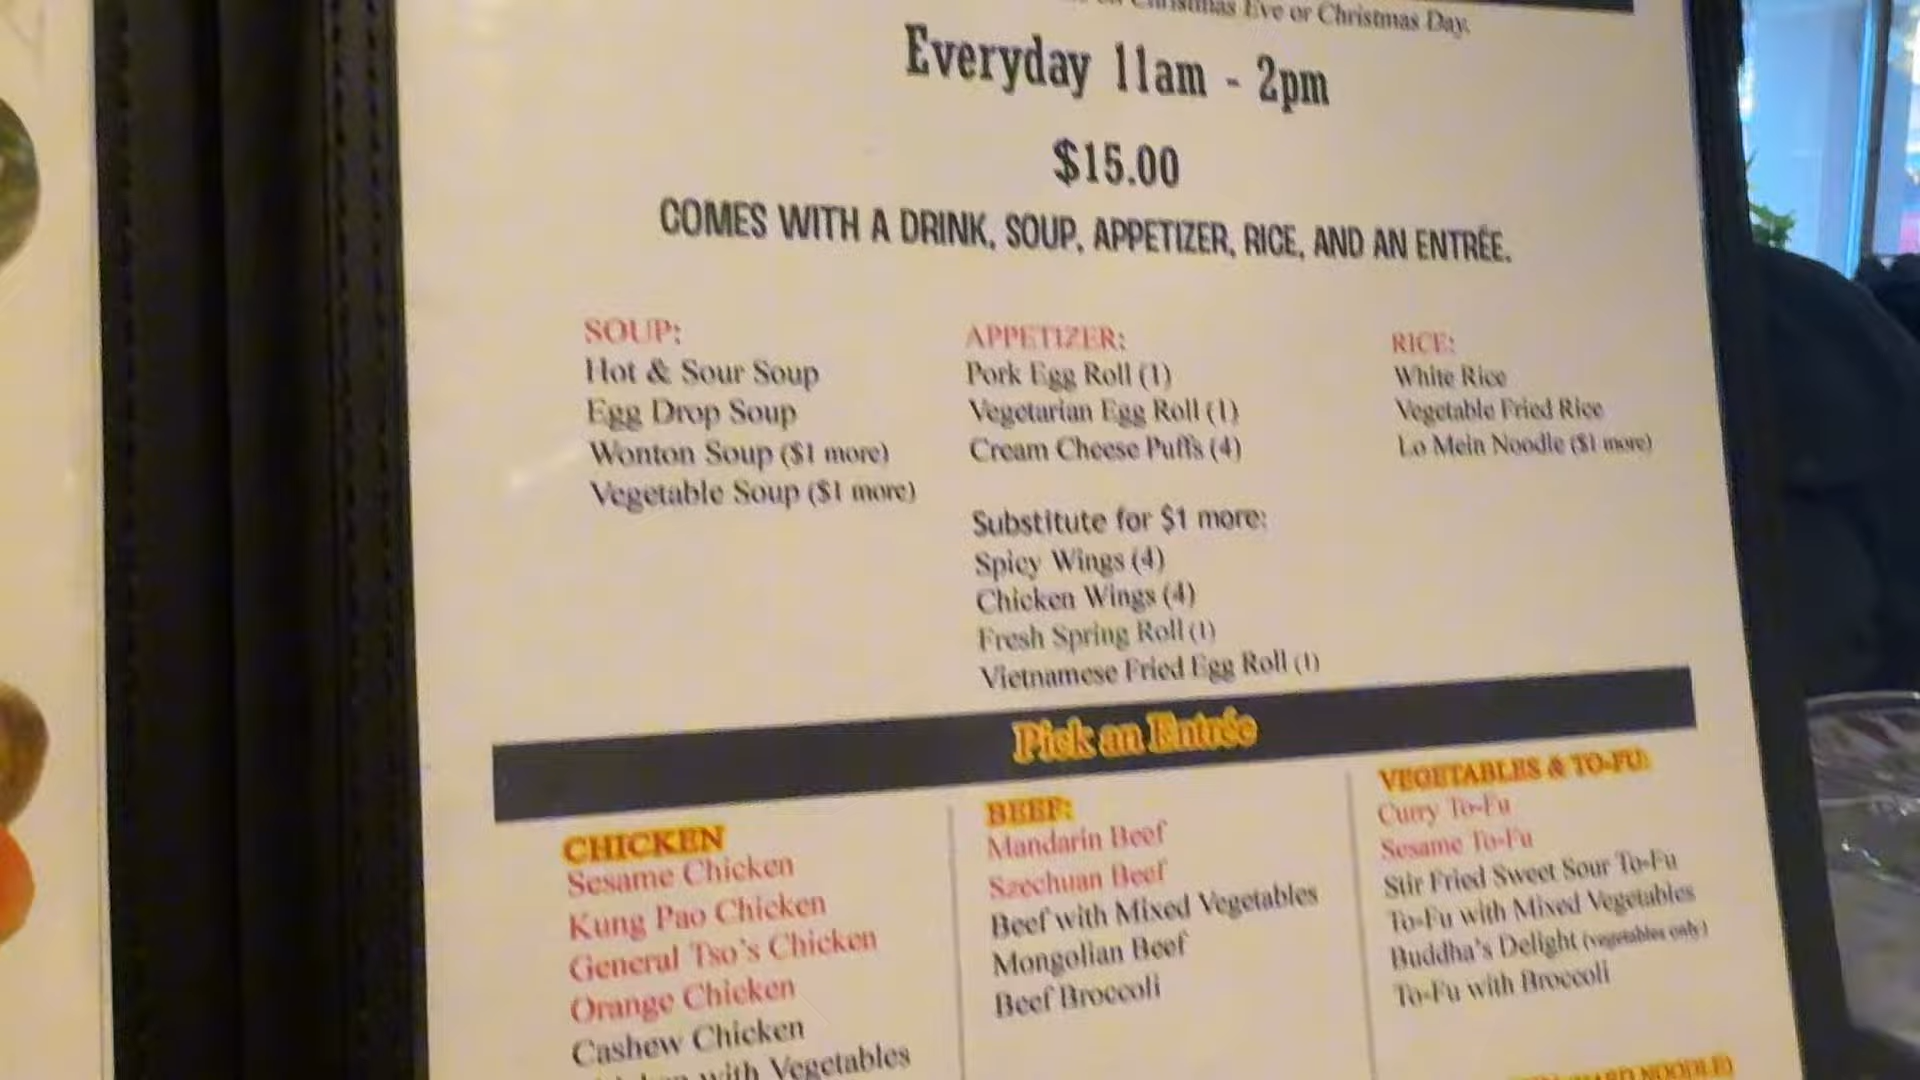 Christmas Eve or Christmas Day.
Everyday 11am - 2pm
$15.00
COMES WITH A DRINK, SOUP, APPETIZER, RICE, AND AN ENTRÉE.
SOUP:
Hot & Sour Soup
Egg Drop Soup
Wonton Soup ($1 more)
Vegetable Soup ($1 more)
APPETIZER:
Pork Egg Roll (1)
Vegetarian Egg Roll (1)
Cream Cheese Puffs (4)
Substitute for $1 more:
Spicy Wings (4)
Chicken Wings (4)
Fresh Spring Roll (1)
Vietnamese Fried Egg Roll (1)
RICE:
White Rice
Vegetable Fried Rice
Lo Mein Noodle ($1 more)
Pick an Entrée
CHICKEN
Sesame Chicken
Kung Pao Chicken
General Tso's Chicken
Orange Chicken
Cashew Chicken
with Vegetables
BEEF:
Mandarin Beef
Szechuan Beef
Beef with Mixed Vegetables
Mongolian Beef
Beef Broccoli
VEGETABLES & TO-FU:
Curry To-Fu
Sesame To-Fu
Stir Fried Sweet Sour To-Fu
To-Fu with Mixed Vegetables
Buddha's Delight (vegetables only)
To-Fu with Broccoli
NOODLE)